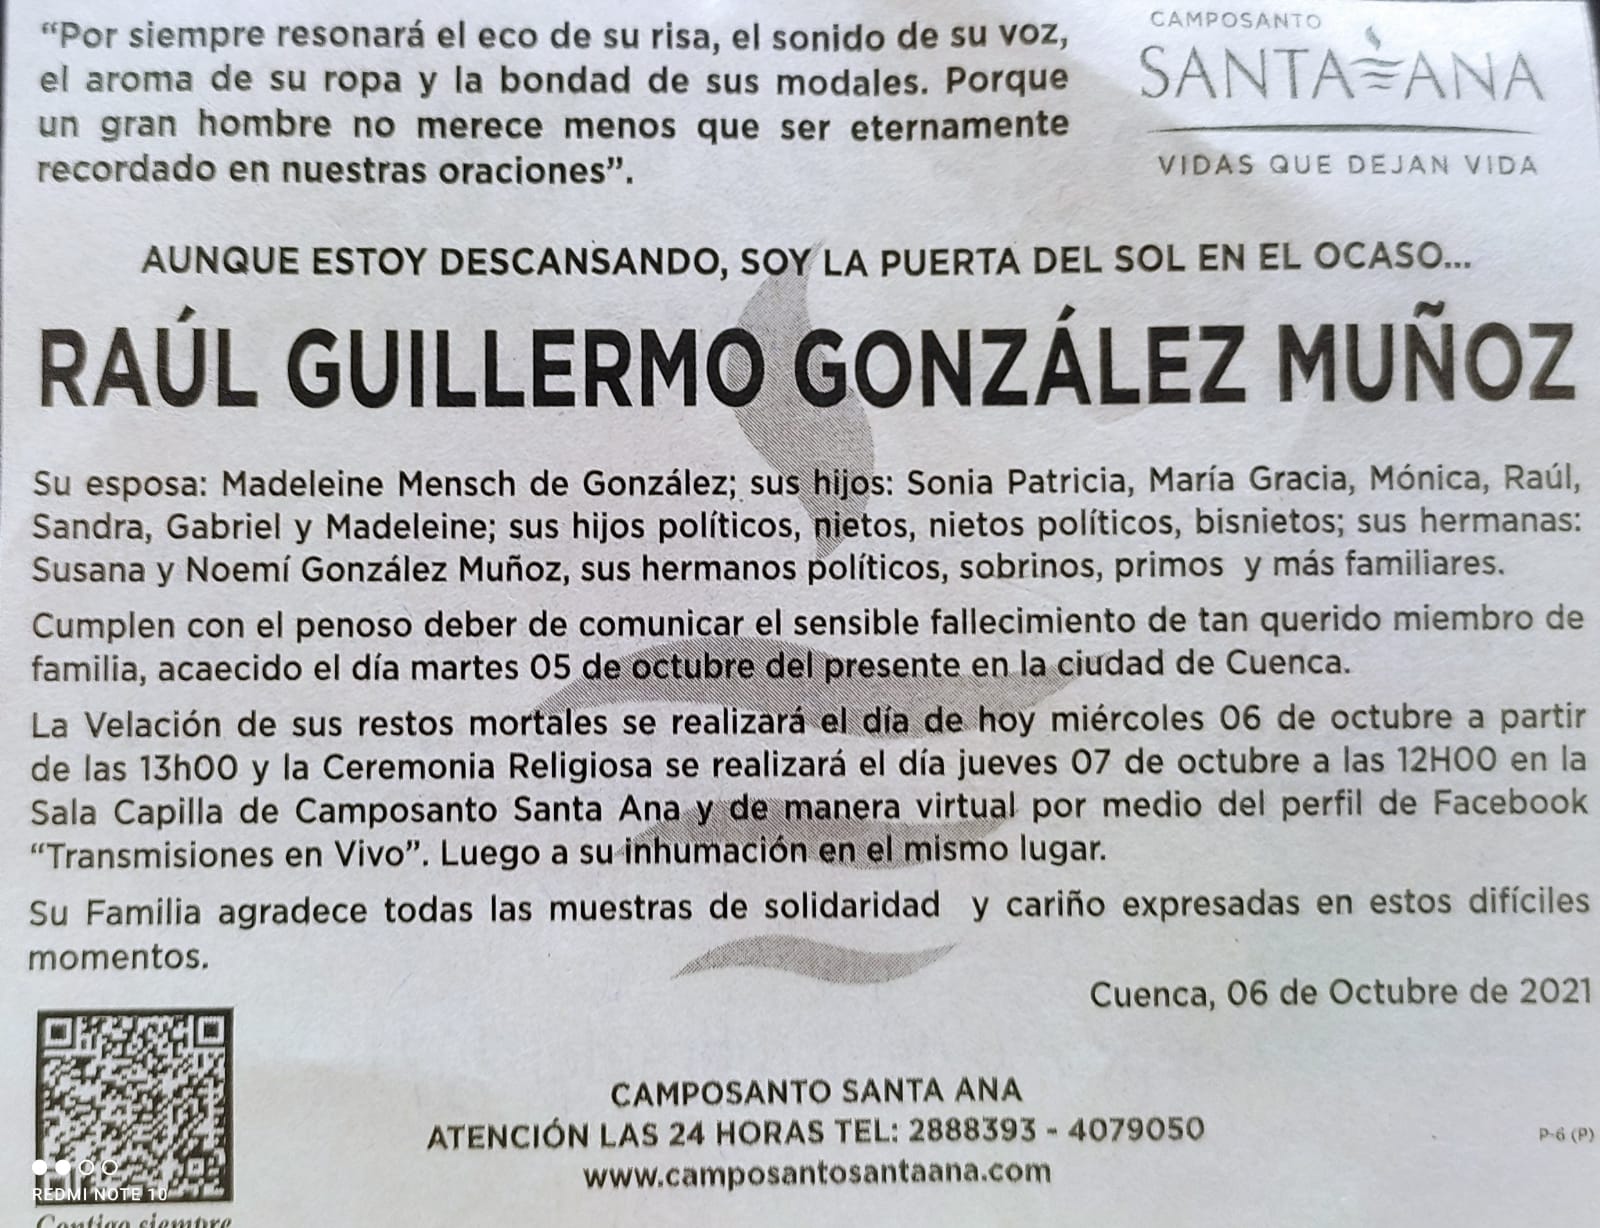 “Por siempre resonará el eco de su risa, el sonido de su voz,
el aroma de su ropa y la bondad de sus modales. Porque
un gran hombre no merece menos que ser eternamente
recordado en nuestras oraciones”.
CAMPOSANTO
SANTA ANA
VIDAS QUE DEJAN VIDA
AUNQUE ESTOY DESCANSANDO, SOY LA PUERTA DEL SOL EN EL OCASO...
RAÚL GUILLERMO GONZÁLEZ MUÑOZ
Su esposa: Madeleine Mensch de González; sus hijos: Sonia Patricia, María Gracia, Mónica, Raúl,
Sandra, Gabriel y Madeleine; sus hijos políticos, nietos, nietos políticos, bisnietos; sus hermanas:
Susana y Noemí González Muñoz, sus hermanos políticos, sobrinos, primos y más familiares.
Cumplen con el penoso deber de comunicar el sensible fallecimiento de tan querido miembro de
familia, acaecido el día martes 05 de octubre del presente en la ciudad de Cuenca.
La Velación de sus restos mortales se realizará el día de hoy miércoles 06 de octubre a partir
de las 13h00 y la Ceremonia Religiosa se realizará el día jueves 07 de octubre a las 12H00 en la
Sala Capilla de Camposanto Santa Ana y de manera virtual por medio del perfil de Facebook
“Transmisiones en Vivo”. Luego a su inhumación en el mismo lugar.
Su Familia agradece todas las muestras de solidaridad y cariño expresadas en estos difíciles
momentos.
Cuenca, 06 de Octubre de 2021
CAMPOSANTO SANTA ANA
ATENCIÓN LAS 24 HORAS TEL: 2888393 - 4079050
www.camposantosantaana.com
P-6 (P)
REDMI NOTE 10
Contigo siempre